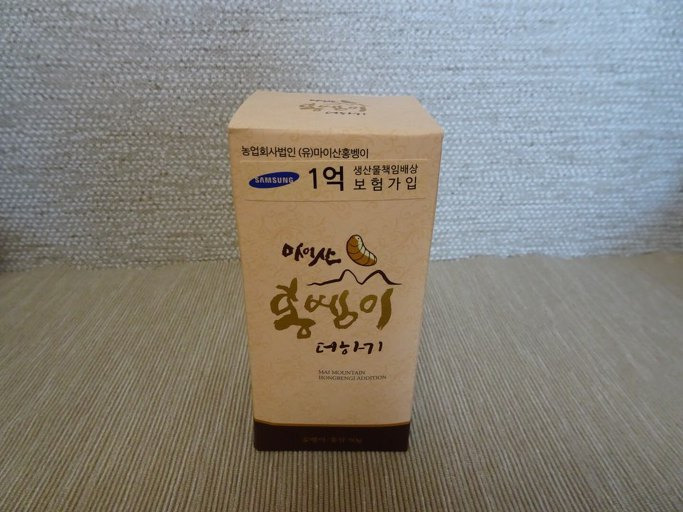 농업회사법인 (유)마이산홍벵이
SAMSUNG
1억
생산물책임배상
보험가입
마이산
홍벵이
더하기
MAI MOUNTAIN
HONGBENGI ADDITION